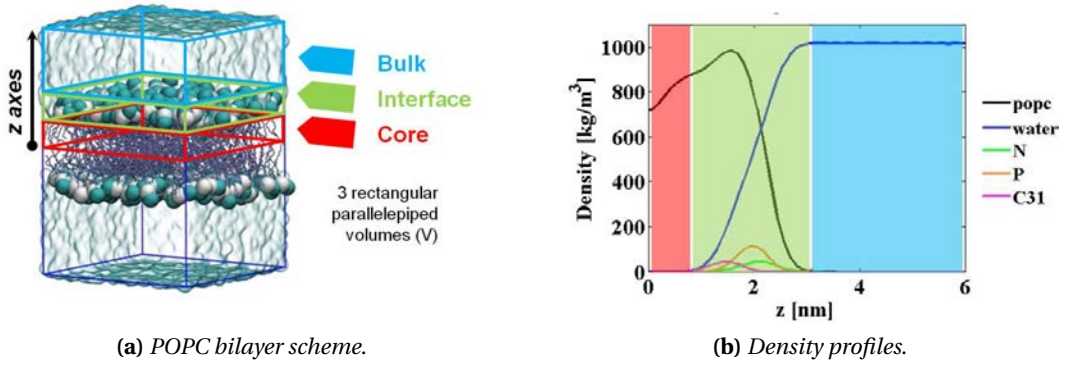 z axes
Bulk
Interface
Core
3 rectangular
parallelepiped
volumes (V)
(a) POPC bilayer scheme.
Density [kg/m³]
1000
800
600
400
200
0
0
2
4
6
z [nm]
popc
water
N
P
C31
(b) Density profiles.